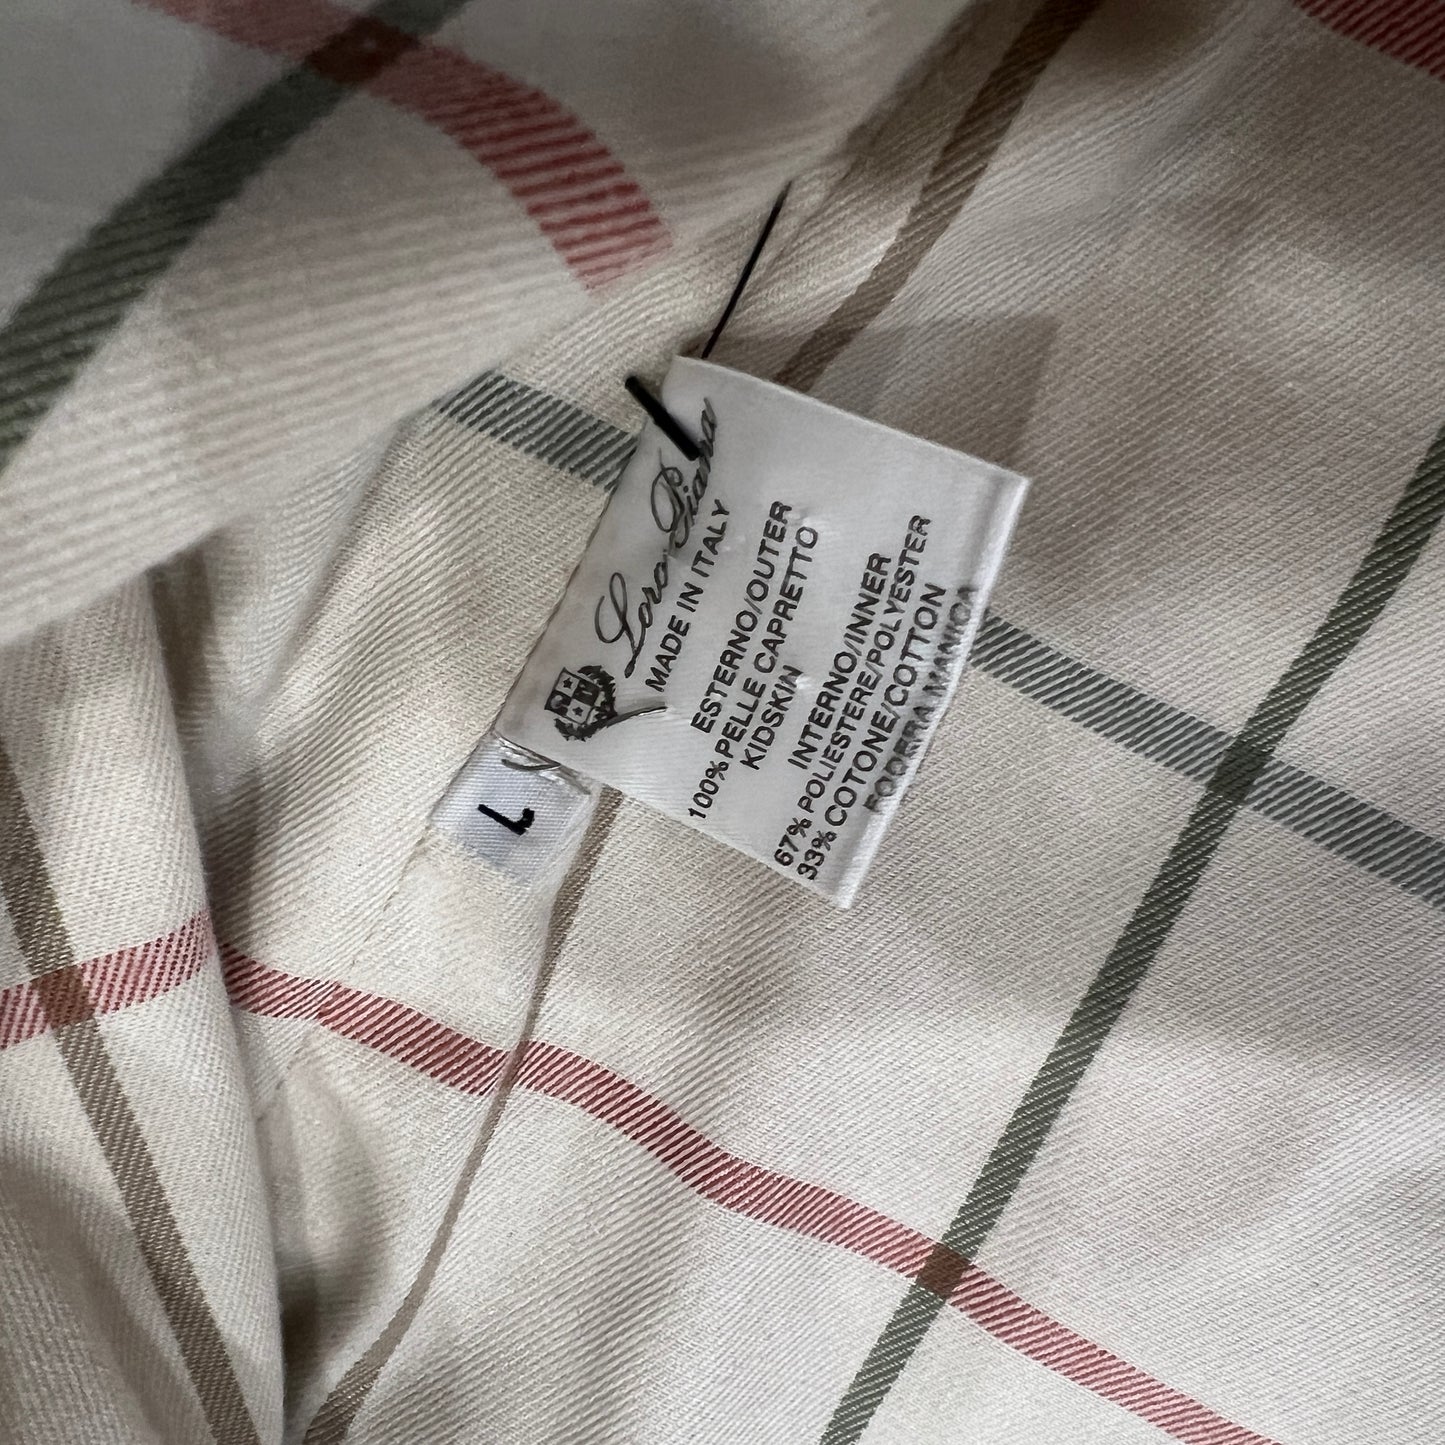 Loro Piana
MADE IN ITALY
ESTERNO/OUTER
100% PELLE CAPRETTO
KIDSKIN
INTERNO/INNER
67% POLIESTERE/POLYESTER
33% COTONE/COTTON
FODERA MANICA
L